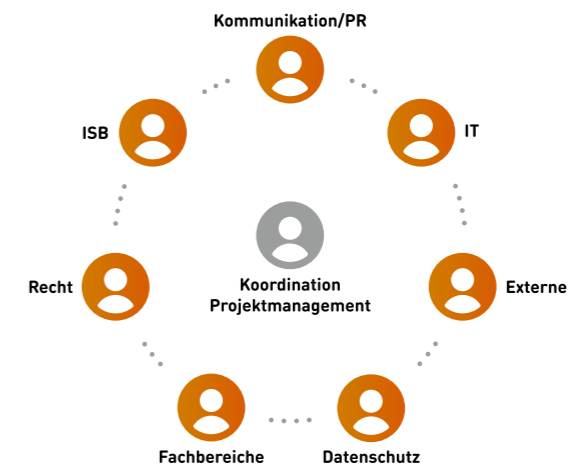 Kommunikation/PR
ISB
IT
Recht
Koordination
Projektmanagement
Externe
Fachbereiche
Datenschutz